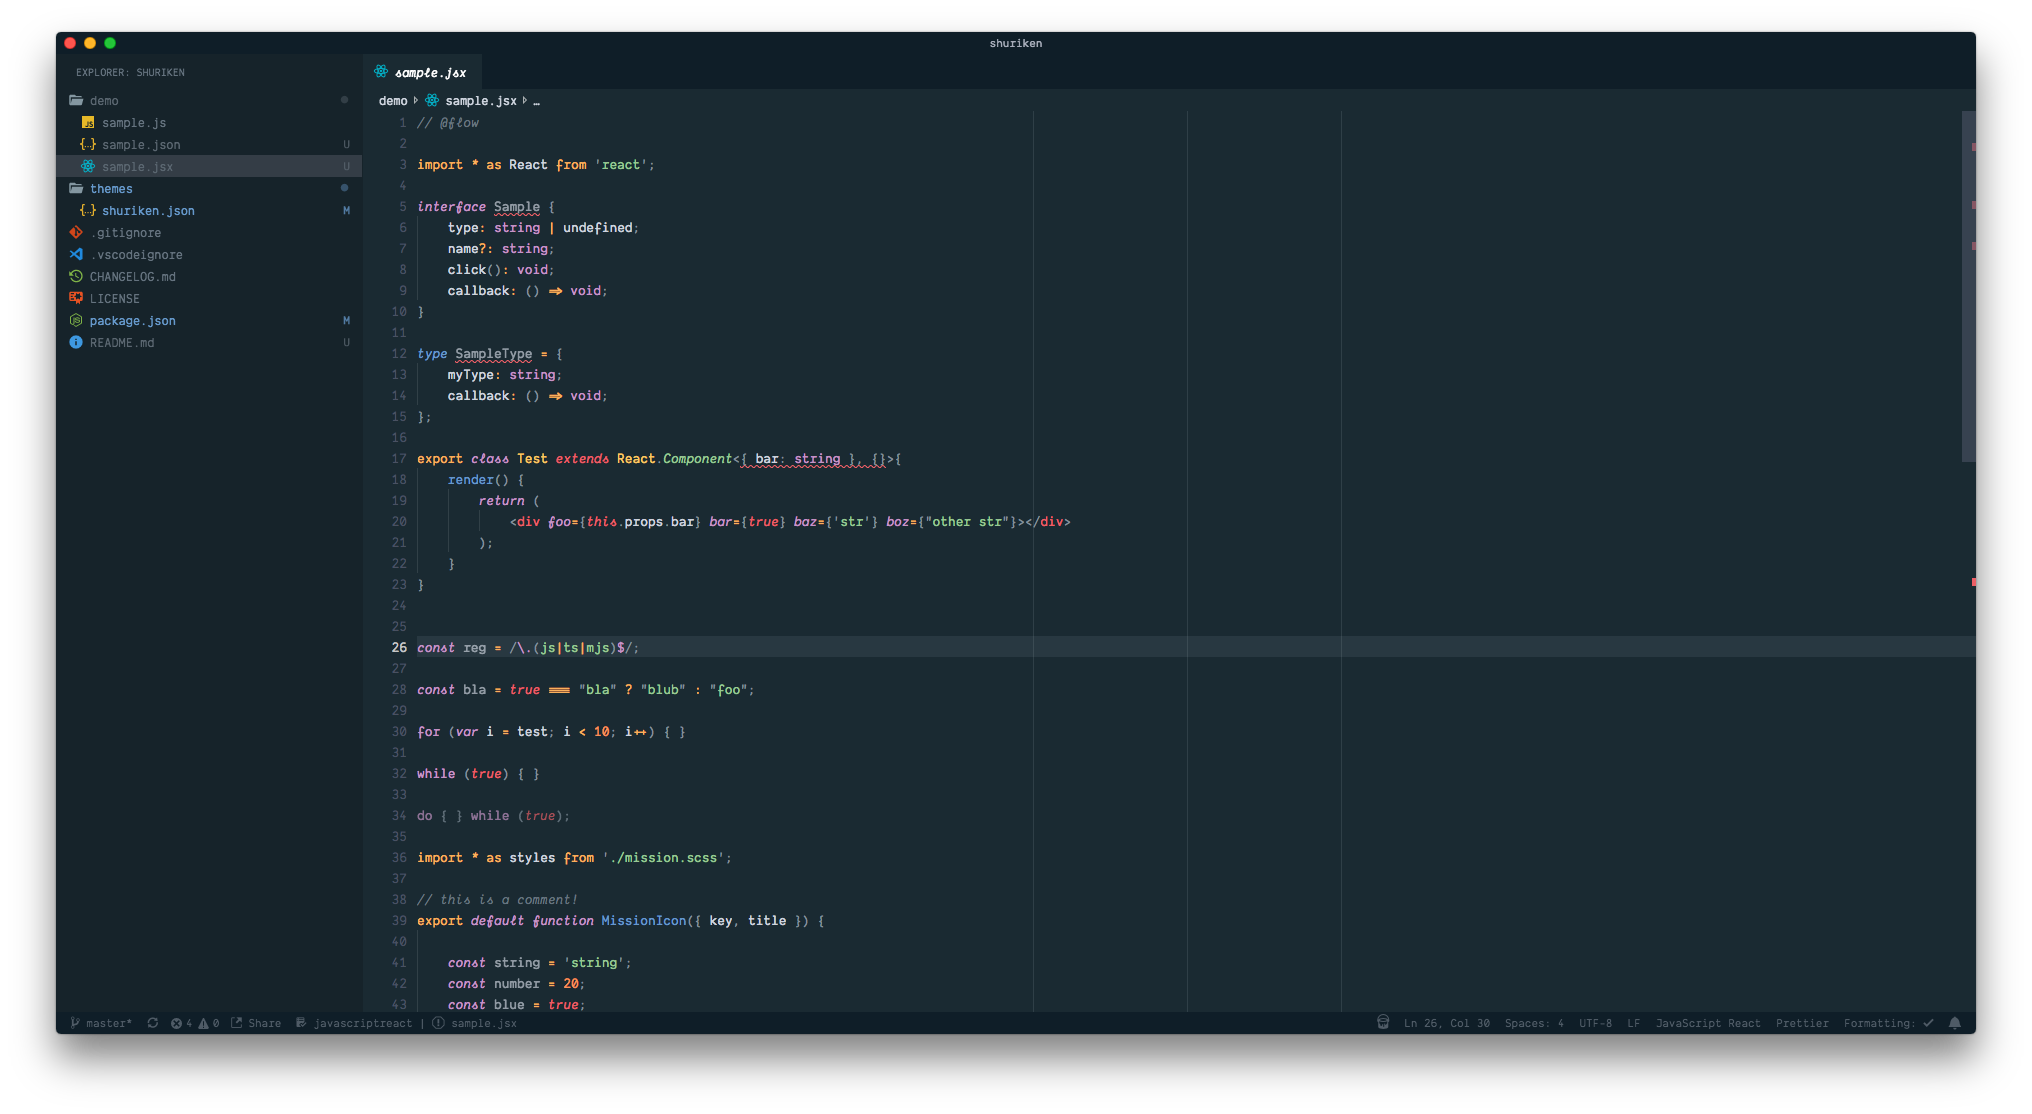 shuriken
EXPLORER: SHURIKEN
demo
sample.js
sample.json U
sample.jsx U
themes
shuriken.json M
.gitignore
.vscodeignore
CHANGELOG.md
LICENSE
package.json M
README.md U
sample.jsx
demo sample.jsx …
1 // @flow
2
3 import * as React from 'react';
4
5 interface Sample {
6 type: string | undefined;
7 name?: string;
8 click(): void;
9 callback: () => void;
10 }
11
12 type SampleType = {
13 myType: string;
14 callback: () => void;
15 };
16
17 export class Test extends React.Component<{ bar: string }, {}>{
18 render() {
19 return (
20 <div foo={this.props.bar} bar={true} baz={'str'} boz={"other str"}></div>
21 );
22 }
23 }
24
25
26 const reg = /\.(js|ts|mjs)$/;
27
28 const bla = true === "bla" ? "blub" : "foo";
29
30 for (var i = test; i < 10; i++) { }
31
32 while (true) { }
33
34 do { } while (true);
35
36 import * as styles from './mission.scss';
37
38 // this is a comment!
39 export default function MissionIcon({ key, title }) {
40
41 const string = 'string';
42 const number = 20;
43 const blue = true;
master* 4 0 Share javascriptreact | sample.jsx Ln 26, Col 30 Spaces: 4 UTF-8 LF JavaScript React Prettier Formatting: ✓